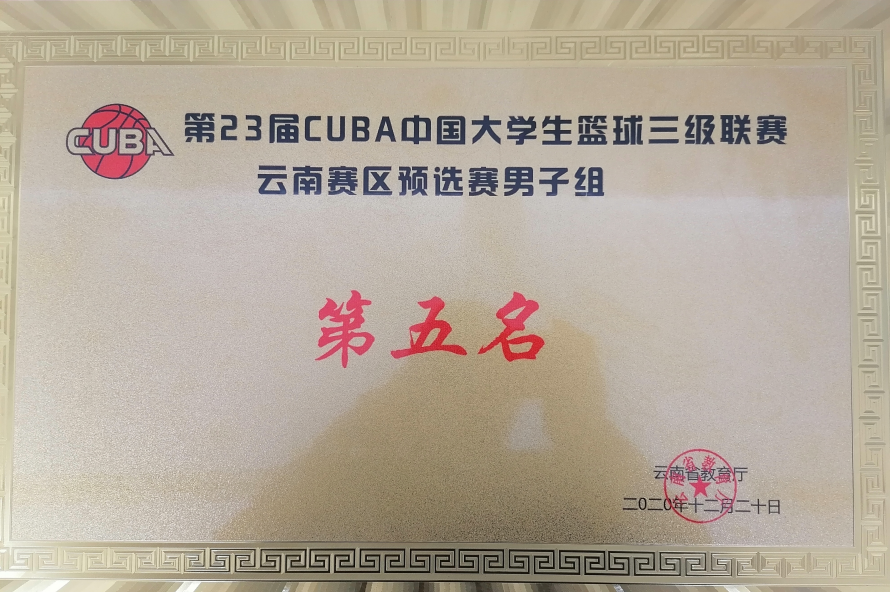 CUBA
第23届CUBA中国大学生篮球三级联赛
云南赛区预选赛男子组
第五名
云南省教育厅
二0二0年十二月二十日